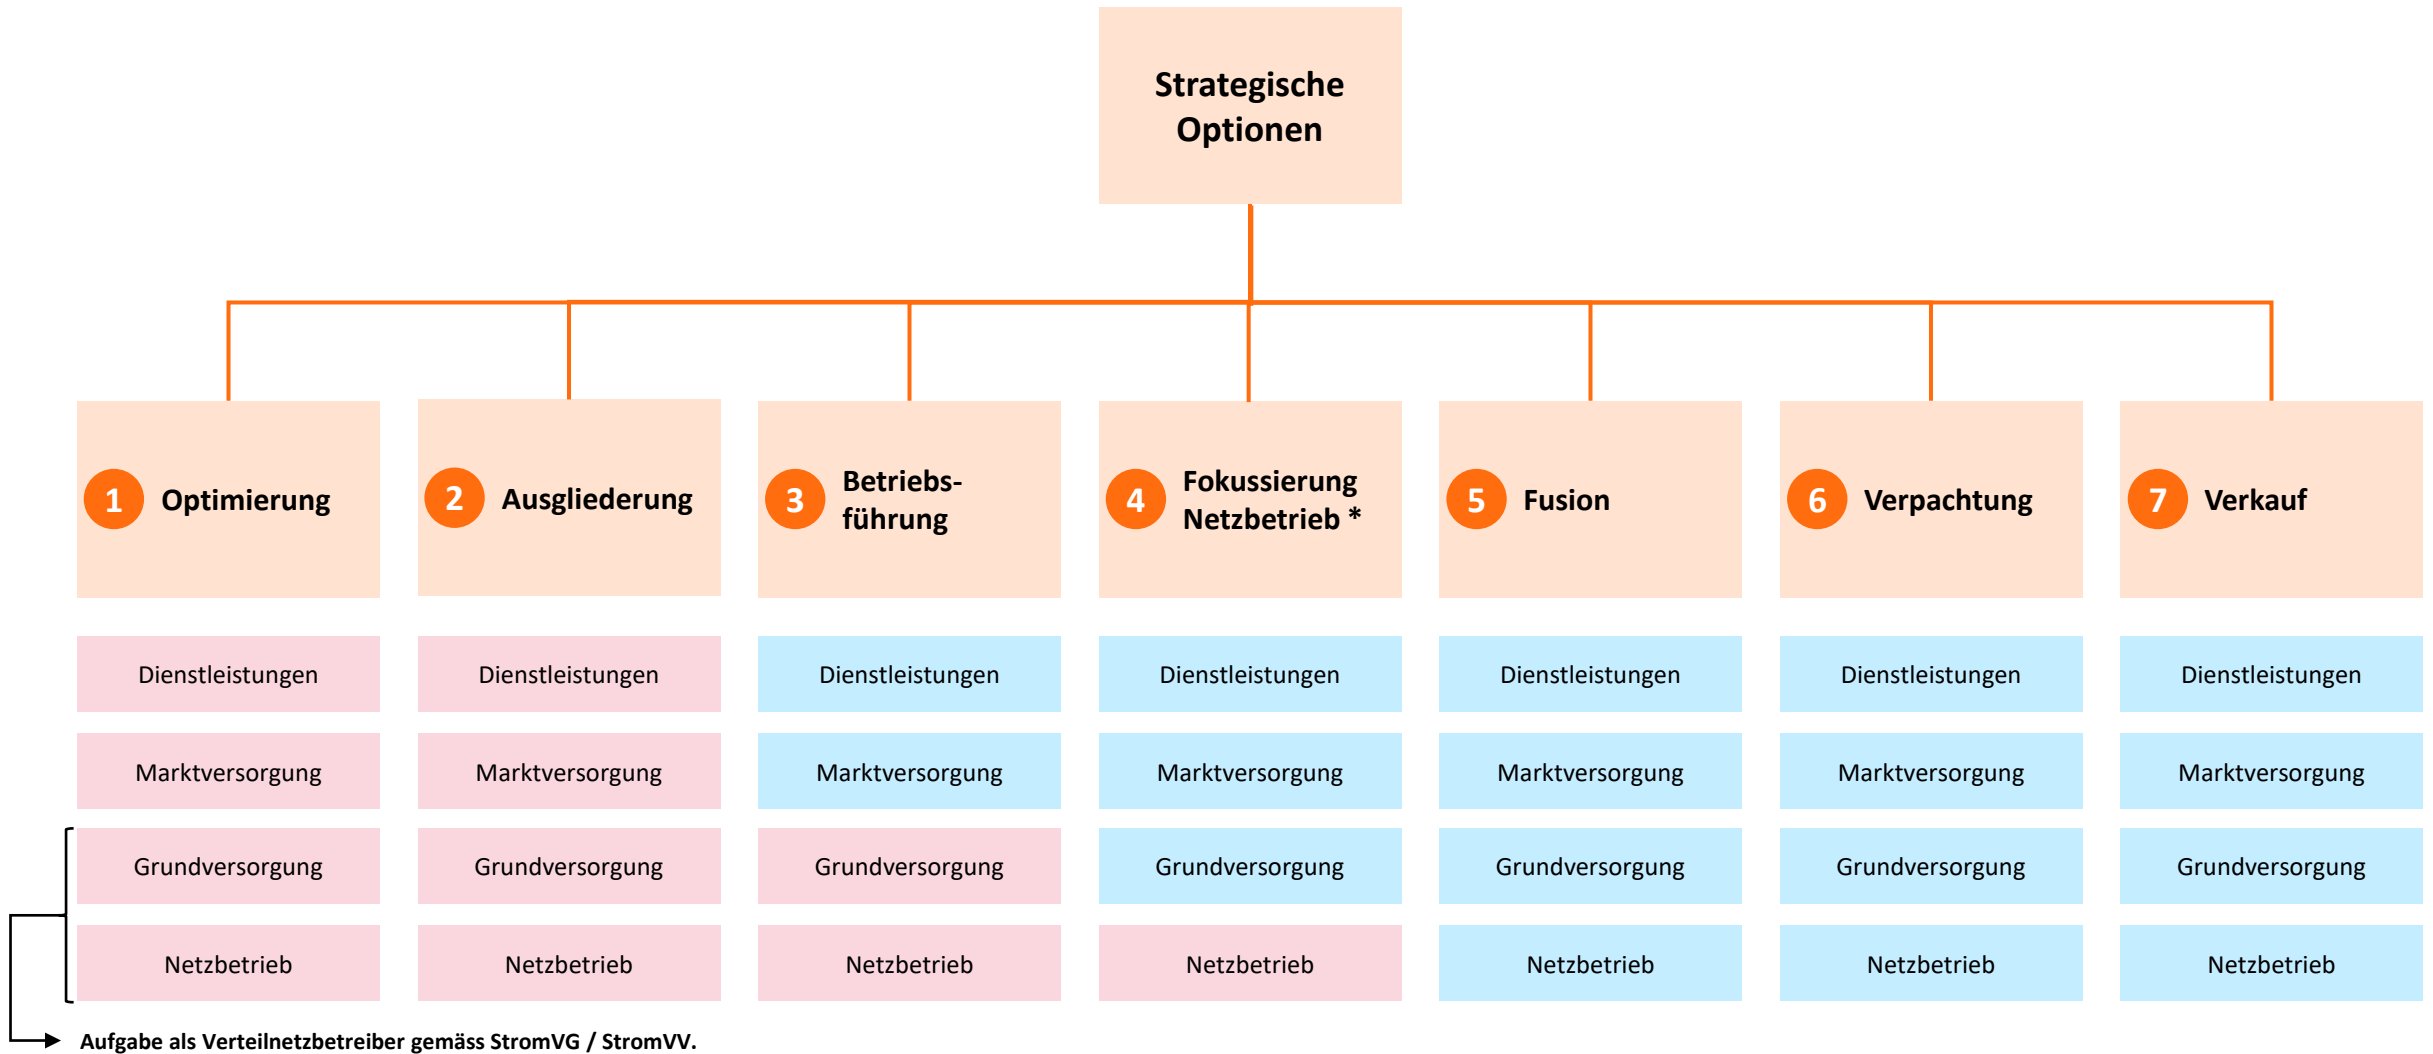 Strategische
Optionen
1 Optimierung
2 Ausgliederung
3 Betriebs-
führung
4 Fokussierung
Netzbetrieb *
5 Fusion
6 Verpachtung
7 Verkauf
Dienstleistungen Dienstleistungen Dienstleistungen Dienstleistungen Dienstleistungen Dienstleistungen Dienstleistungen
Marktversorgung Marktversorgung Marktversorgung Marktversorgung Marktversorgung Marktversorgung Marktversorgung
Grundversorgung Grundversorgung Grundversorgung Grundversorgung Grundversorgung Grundversorgung Grundversorgung
Netzbetrieb Netzbetrieb Netzbetrieb Netzbetrieb Netzbetrieb Netzbetrieb Netzbetrieb
Aufgabe als Verteilnetzbetreiber gemäss StromVG / StromVV.